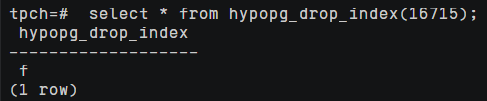 tpch=#  select * from hypopg_drop_index(16715);
 hypopg_drop_index
-------------------
 f
(1 row)